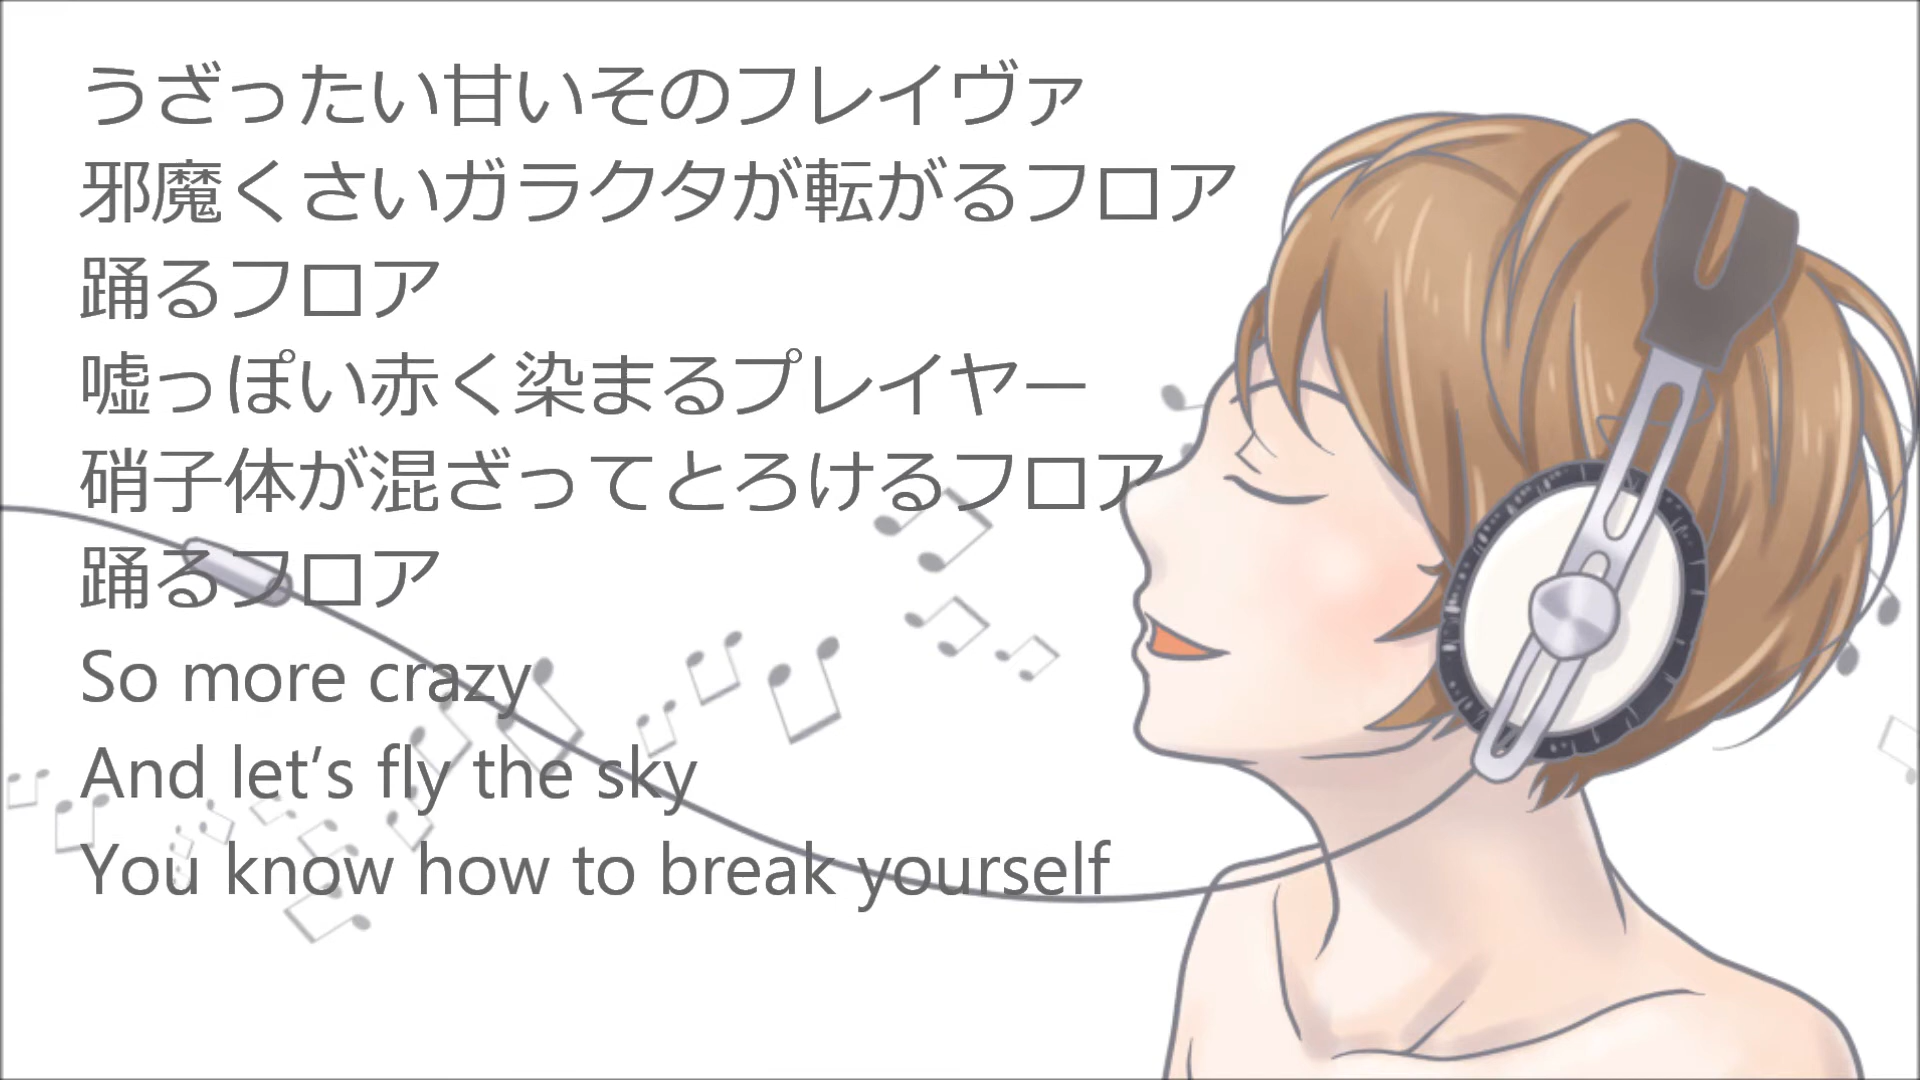 うざったい甘いそのフレイヴァ
邪魔くさいガラクタが転がるフロア
踊るフロア
嘘っぽい赤く染まるプレイヤー
硝子体が混ざってとろけるフロア
踊るフロア
So more crazy
And let’s fly the sky
You know how to break yourself